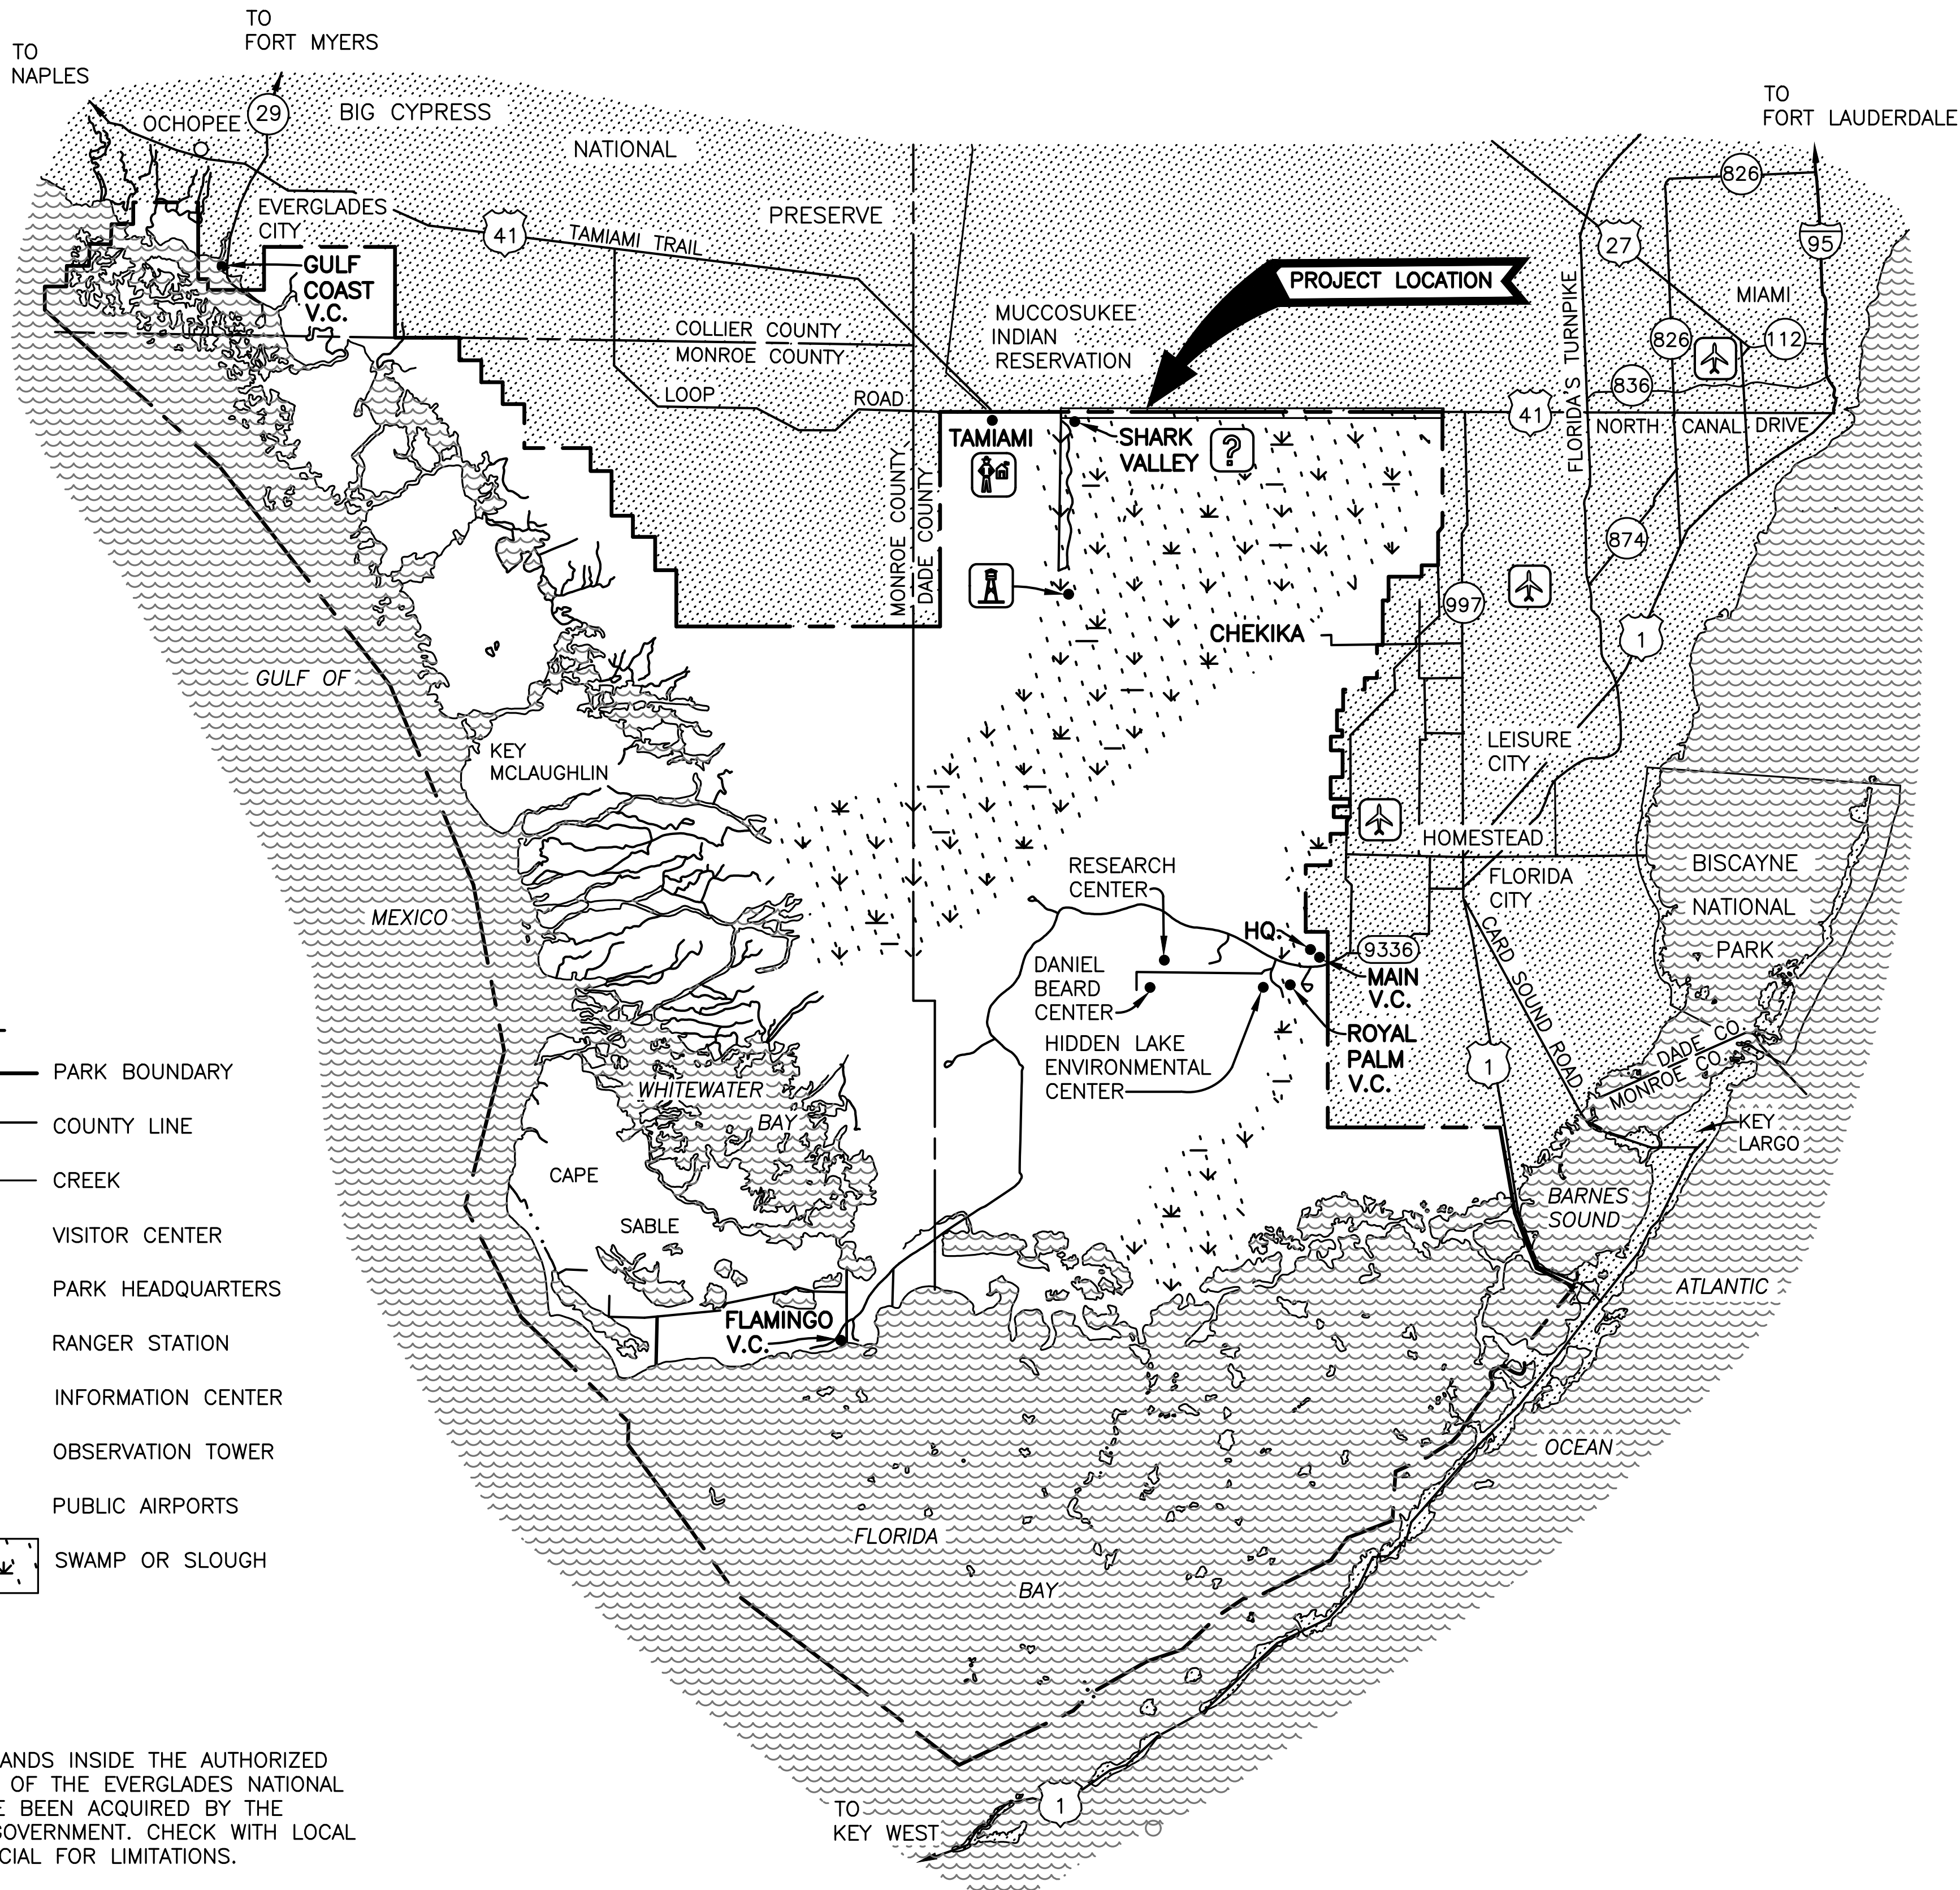 TO
FORT MYERS
TO
NAPLES
29
OCHOPEE
BIG CYPRESS
NATIONAL
PRESERVE
EVERGLADES
CITY
41
TAMIAMI TRAIL
GULF
COAST
V.C.
COLLIER COUNTY
MONROE COUNTY
LOOP
ROAD
MUCCOSUKEE
INDIAN
RESERVATION
PROJECT LOCATION
TO
FORT LAUDERDALE
826
27
95
MIAMI
826
112
836
41
NORTH CANAL DRIVE
FLORIDA'S TURNPIKE
TAMIAMI
SHARK
VALLEY
?
MONROE COUNTY
DADE COUNTY
874
997
1
CHEKIKA
GULF OF
MEXICO
KEY
MCLAUGHLIN
LEISURE
CITY
HOMESTEAD
FLORIDA
CITY
BISCAYNE
NATIONAL
PARK
RESEARCH
CENTER
HQ.
9336
MAIN
V.C.
DANIEL
BEARD
CENTER
ROYAL
PALM
V.C.
HIDDEN LAKE
ENVIRONMENTAL
CENTER
CARD SOUND ROAD
1
DADE CO.
MONROE CO.
KEY
LARGO
WHITEWATER
BAY
CAPE
SABLE
BARNES
SOUND
ATLANTIC
OCEAN
FLAMINGO
V.C.
FLORIDA
BAY
TO
KEY WEST
1
PARK BOUNDARY
COUNTY LINE
CREEK
VISITOR CENTER
PARK HEADQUARTERS
RANGER STATION
INFORMATION CENTER
OBSERVATION TOWER
PUBLIC AIRPORTS
SWAMP OR SLOUGH
ANDS INSIDE THE AUTHORIZED
OF THE EVERGLADES NATIONAL
E BEEN ACQUIRED BY THE
GOVERNMENT. CHECK WITH LOCAL
CIAL FOR LIMITATIONS.